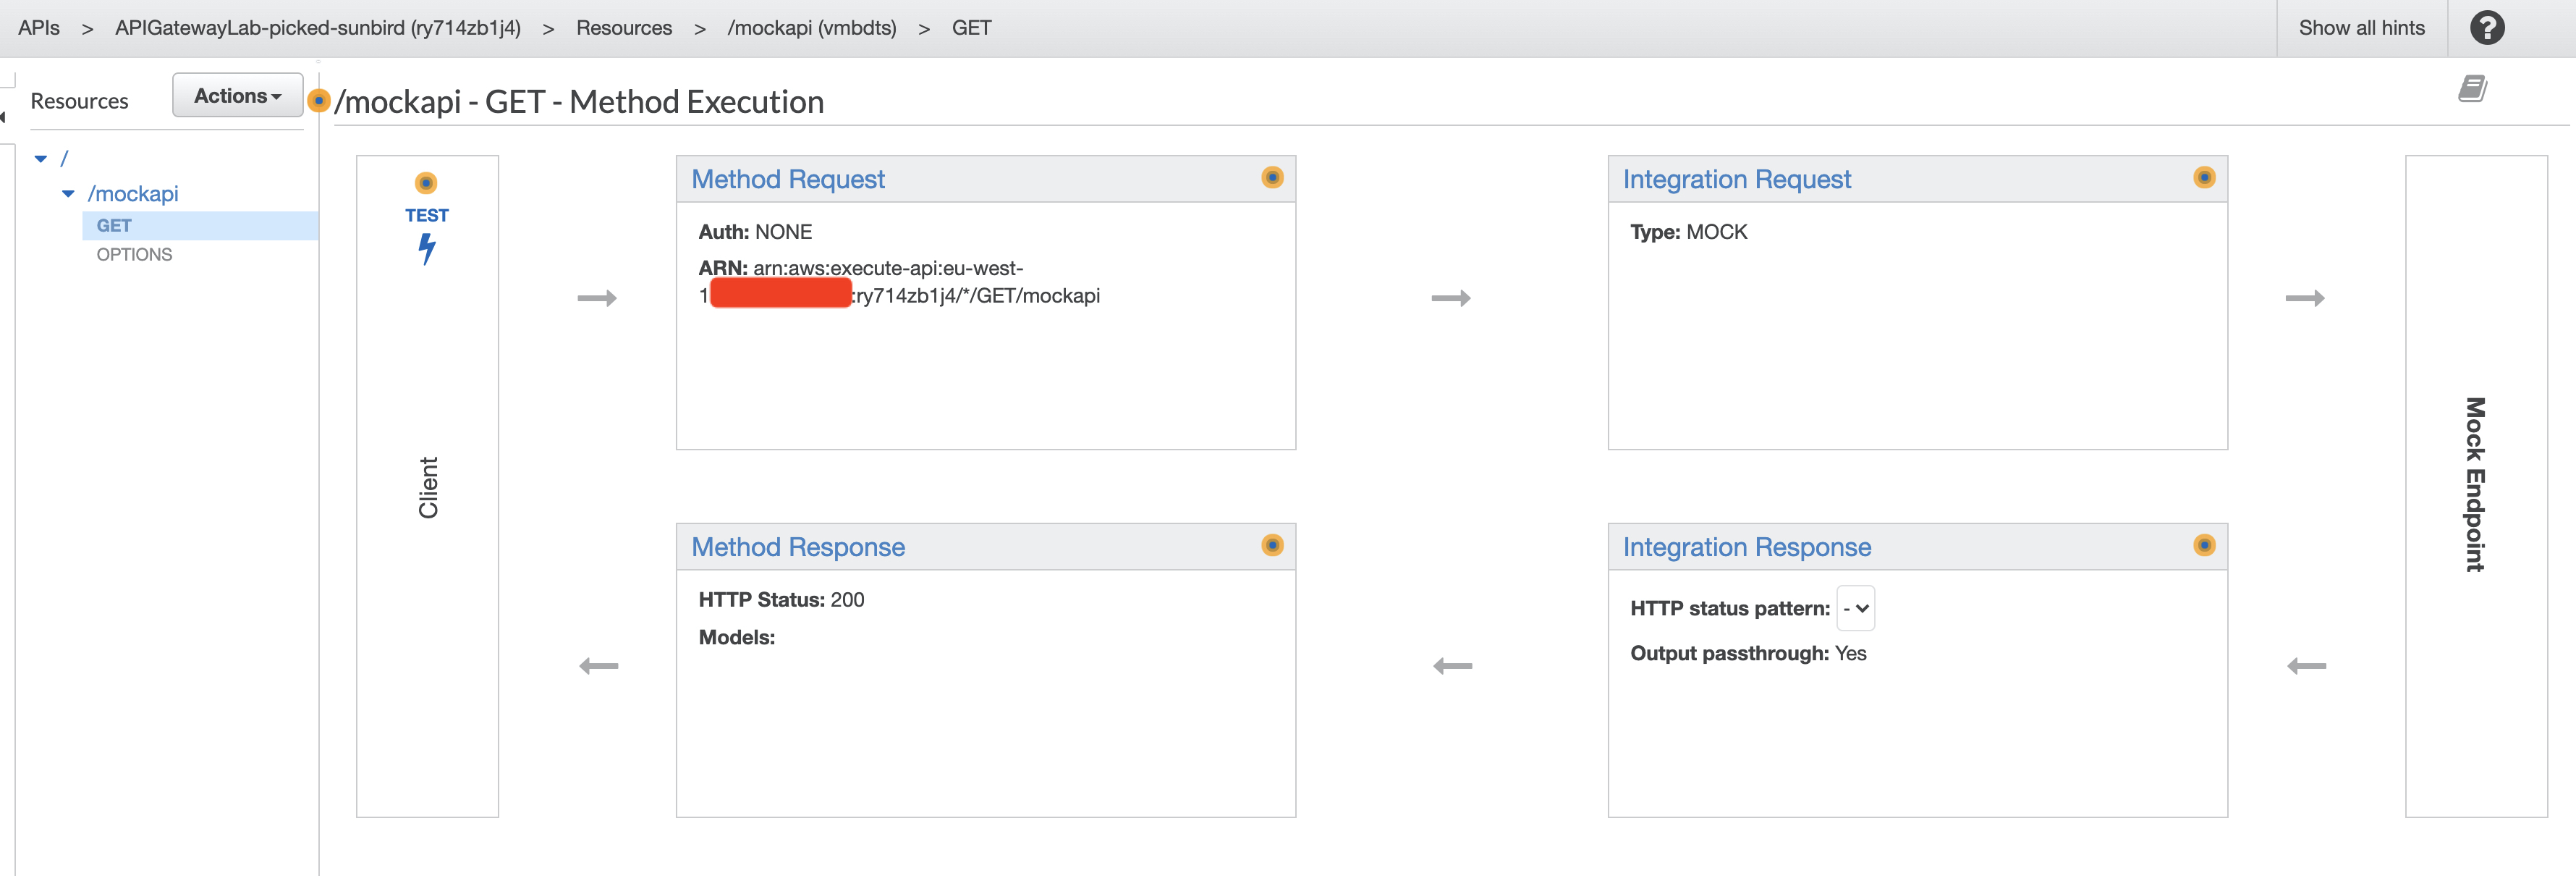 APIs > APIGatewayLab-picked-sunbird (ry714zb1j4) > Resources > /mockapi (vmbdts) > GET
Show all hints ?
Resources
Actions
/mockapi - GET - Method Execution
/
/mockapi
GET
OPTIONS
TEST
Client
Method Request
Auth: NONE
ARN: arn:aws:execute-api:eu-west-
1 :ry714zb1j4/*/GET/mockapi
Integration Request
Type: MOCK
Method Response
HTTP Status: 200
Models:
Integration Response
HTTP status pattern: -
Output passthrough: Yes
Mock Endpoint